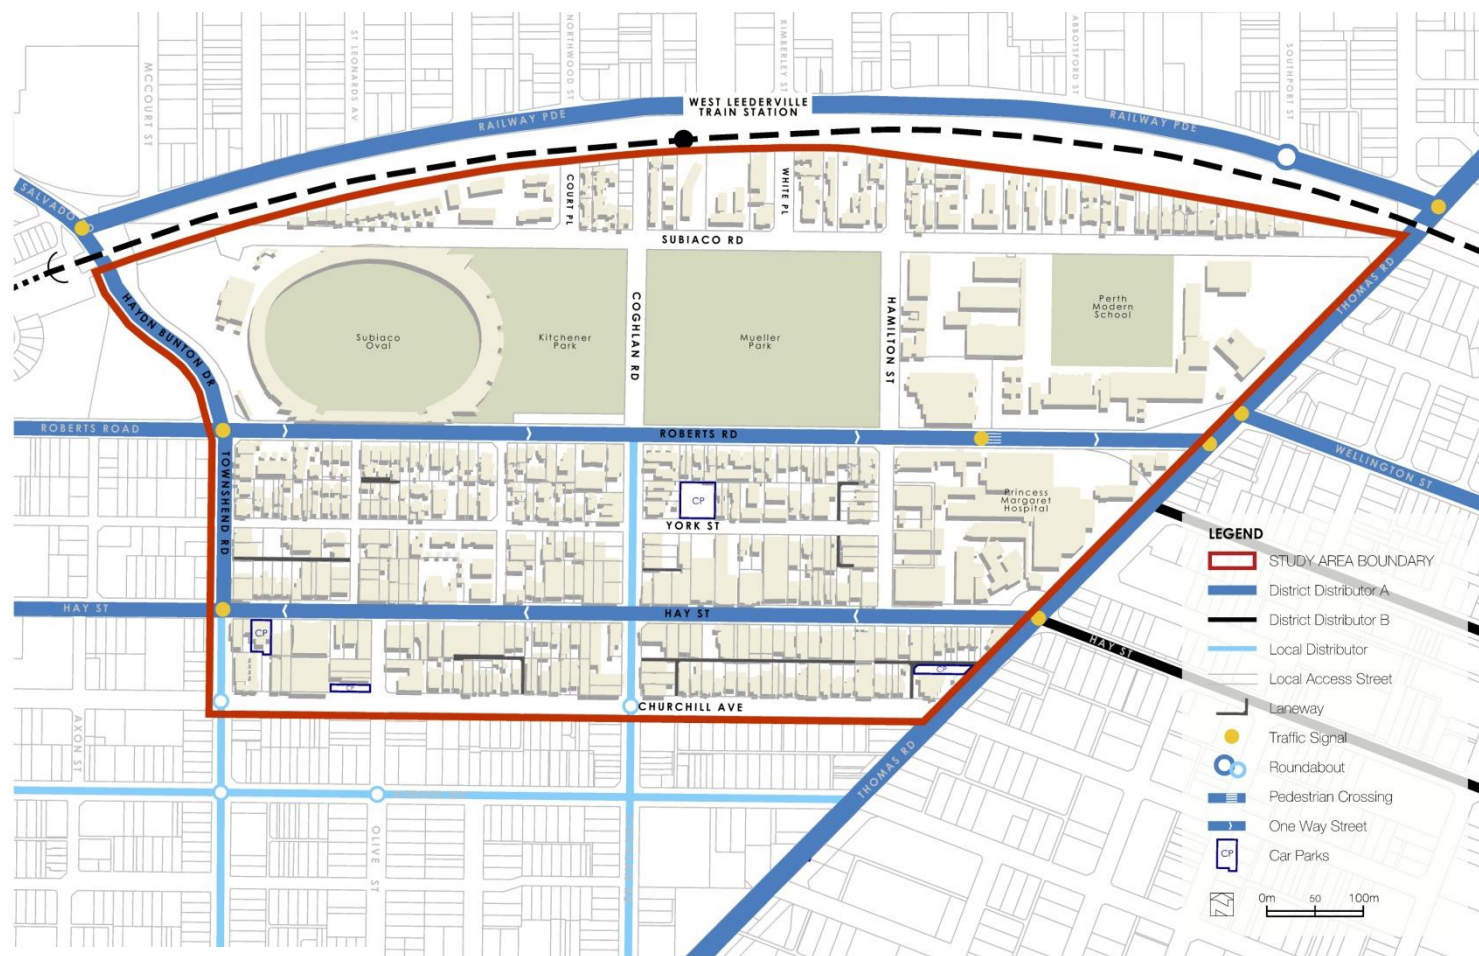 MCCOURT ST
ST LEONARDS AV
NORTHWOOD ST
KIMBERLEY ST
ABBOTSFORD ST
SOUTHPORT ST
WEST LEEDERVILLE
TRAIN STATION
RAILWAY PDE
RAILWAY PDE
SALVADO
COURT PL
WHITE PL
SUBIACO RD
THOMAS RD
HAYDN BUNTON DR
COGHLAN RD
HAMILTON ST
Perth
Modern
School
Subiaco
Oval
Kitchener
Park
Mueller
Park
ROBERTS ROAD
ROBERTS RD
WELLINGTON ST
TOWNSHEND RD
CP
YORK ST
Princess
Margaret
Hospital
HAY ST
HAY ST
HAY ST
CP
CP
CP
CHURCHILL AVE
AXON ST
THOMAS RD
OLIVE ST
LEGEND
STUDY AREA BOUNDARY
District Distributor A
District Distributor B
Local Distributor
Local Access Street
Laneway
Traffic Signal
Roundabout
Pedestrian Crossing
One Way Street
CP
Car Parks
0m 50 100m